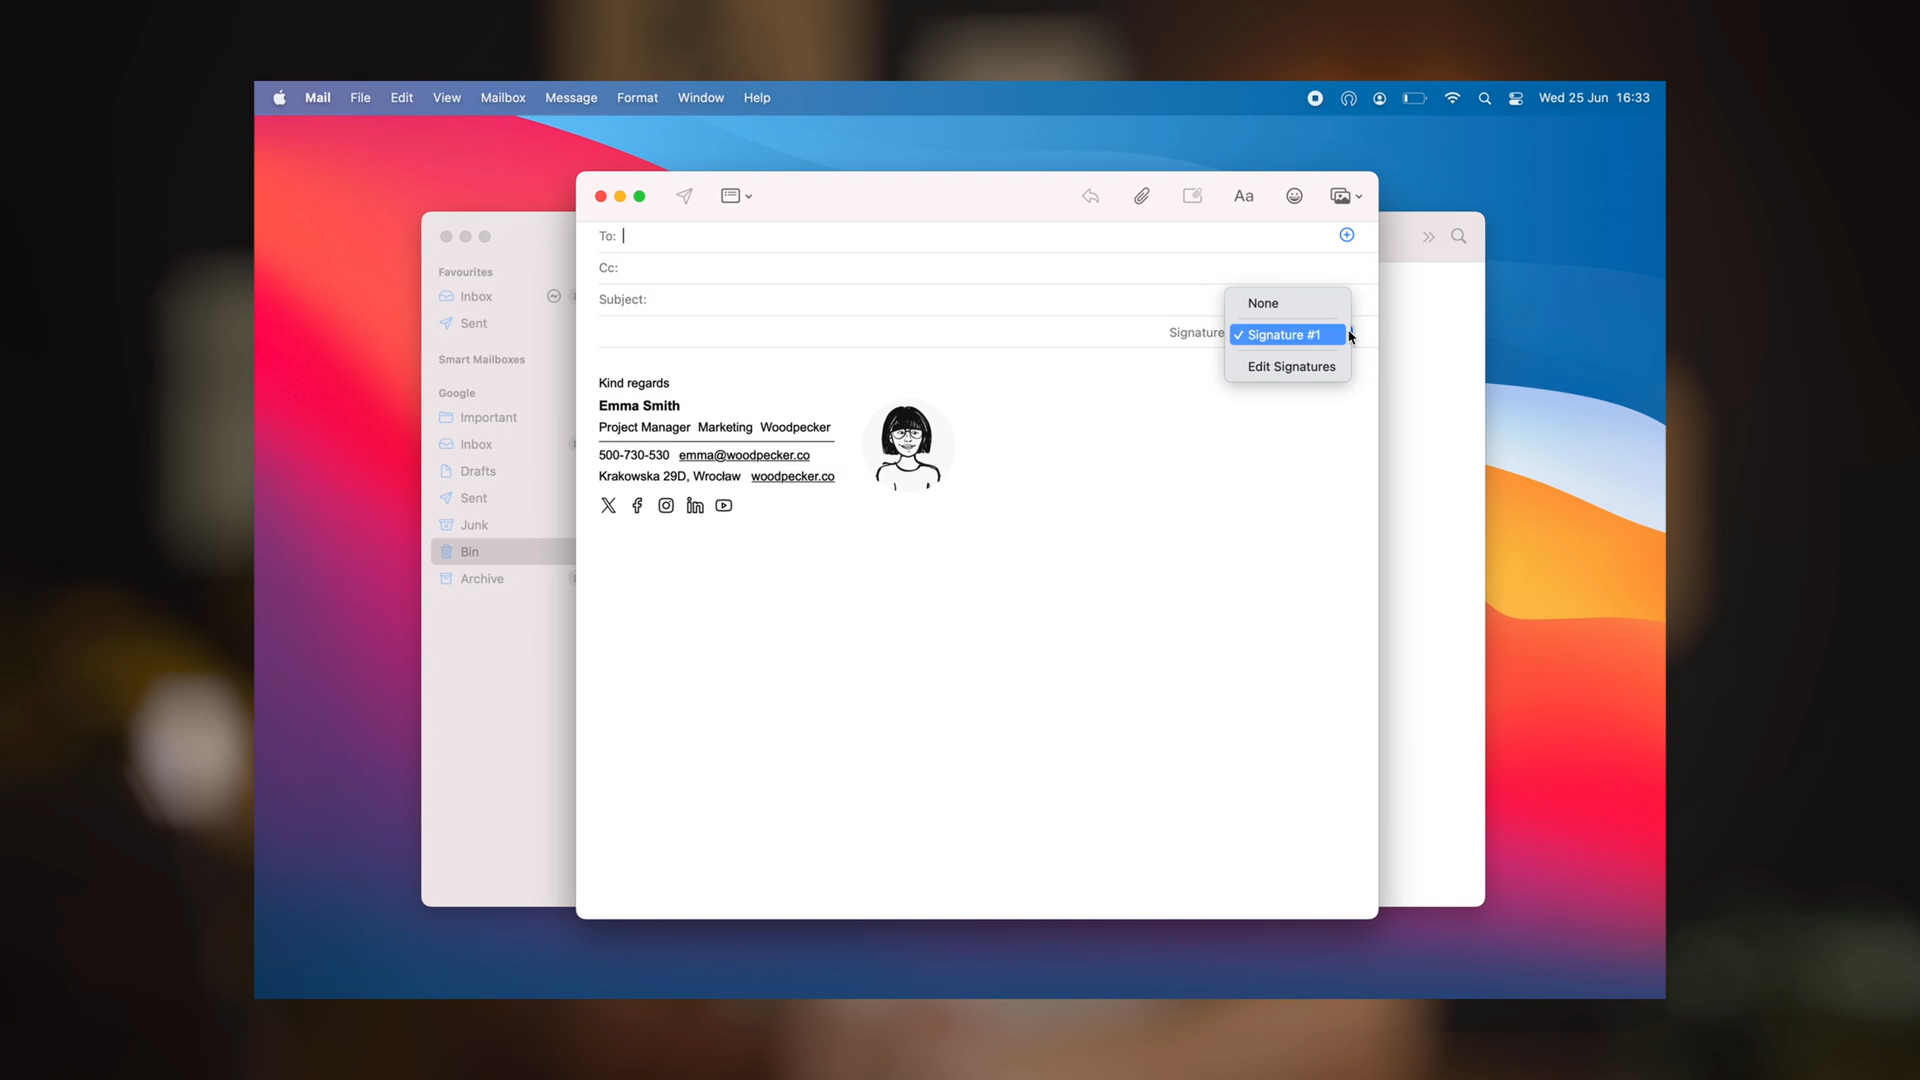 Mail File Edit View Mailbox Message Format Window Help Wed 25 Jun 16:33
Aa
To:
Cc:
Subject:
Signature
None
✓ Signature #1
Edit Signatures
Favourites
Inbox
Sent
Smart Mailboxes
Google
Important
Inbox
Drafts
Sent
Junk
Bin
Archive
Kind regards
Emma Smith
Project Manager Marketing Woodpecker
500-730-530 emma@woodpecker.co
Krakowska 29D, Wrocław woodpecker.co